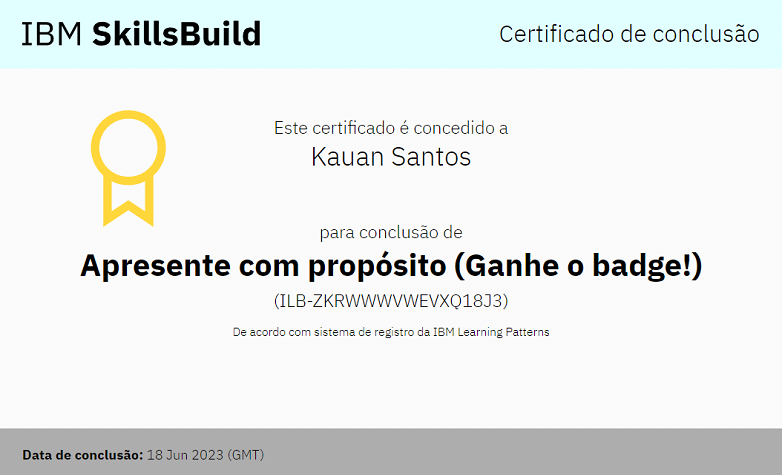 IBM SkillsBuild
Certificado de conclusão
Este certificado é concedido a
Kauan Santos
para conclusão de
Apresente com propósito (Ganhe o badge!)
(ILB-ZKRWWWVWEVXQ18J3)
De acordo com sistema de registro da IBM Learning Patterns
Data de conclusão: 18 Jun 2023 (GMT)